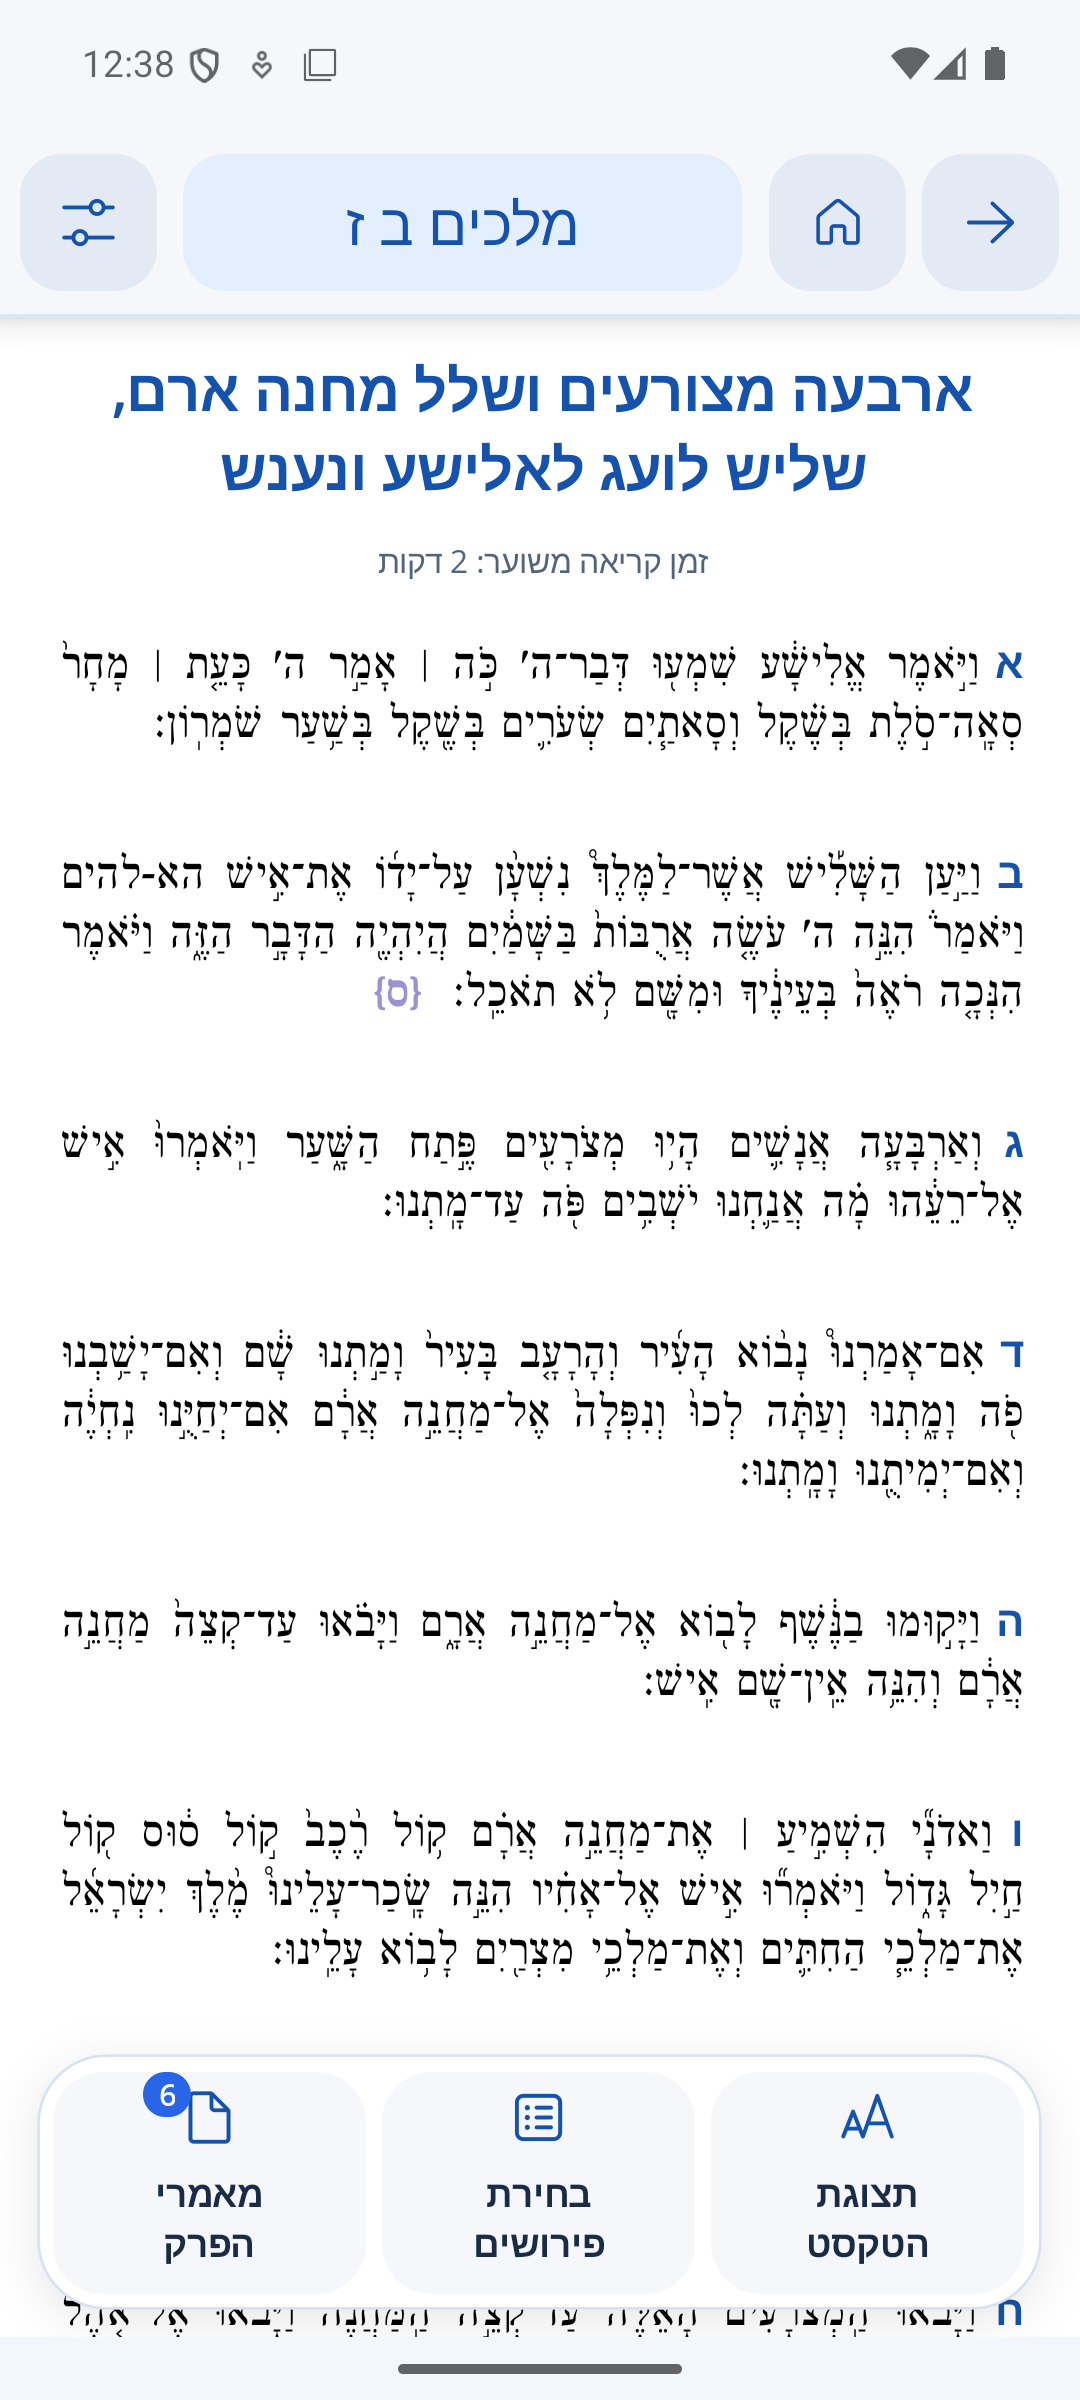 12:38
מלכים ב ז
ארבעה מצורעים ושלל מחנה ארם,
שליש לועג לאלישע ונענש
זמן קריאה משוער: 2 דקות
א וַיֹּ֣אמֶר אֱלִישָׁ֔ע שִׁמְע֖וּ דְּבַר־ה' כֹּ֣ה ׀ אָמַ֣ר ה' כָּעֵ֤ת ׀ מָחָר֙
סְאָֽה־סֹ֣לֶת בְּשֶׁ֔קֶל וְסָאתַ֧יִם שְׂעֹרִ֛ים בְּשֶׁ֖קֶל בְּשַׁ֥עַר שֹׁמְרֽוֹן׃
ב וַיַּ֣עַן הַשָּׁלִ֡ישׁ אֲשֶׁר־לַמֶּלֶךְ֩ נִשְׁעָ֨ן עַל־יָד֜וֹ אֶת־אִ֣ישׁ הא-להים
וַיֹּאמַר֒ הִנֵּ֣ה ה' עֹשֶׂ֤ה אֲרֻבּוֹת֙ בַּשָּׁמַ֔יִם הֲיִהְיֶ֖ה הַדָּבָ֣ר הַזֶּ֑ה וַיֹּ֗אמֶר
הִנְּכָ֤ה רֹאֶה֙ בְּעֵינֶ֔יךָ וּמִשָּׁ֖ם לֹ֥א תֹאכֵֽל׃ {ס}
ג וְאַרְבָּעָ֧ה אֲנָשִׁ֛ים הָי֥וּ מְצֹרָעִ֖ים פֶּ֣תַח הַשָּׁ֑עַר וַיֹּֽאמְרוּ֙ אִ֣ישׁ
אֶל־רֵעֵ֔הוּ מָ֗ה אֲנַ֛חְנוּ יֹשְׁבִ֥ים פֹּ֖ה עַד־מָֽתְנוּ׃
ד אִם־אָמַרְנוּ֩ נָב֨וֹא הָעִ֜יר וְהָרָעָ֤ב בָּעִיר֙ וָמַ֣תְנוּ שָׁ֔ם וְאִם־יָשַׁ֥בְנוּ
פֹ֖ה וָמָ֑תְנוּ וְעַתָּ֗ה לְכוּ֙ וְנִפְּלָה֙ אֶל־מַחֲנֵ֣ה אֲרָ֔ם אִם־יְחַיֻּ֣נוּ נִֽחְיֶ֔ה
וְאִם־יְמִיתֻ֖נוּ וָמָֽתְנוּ׃
ה וַיָּק֣וּמוּ בַנֶּ֔שֶׁף לָב֖וֹא אֶל־מַחֲנֵ֣ה אֲרָ֑ם וַיָּבֹ֗אוּ עַד־קְצֵה֙ מַחֲנֵ֣ה
אֲרָ֔ם וְהִנֵּ֥ה אֵֽין־שָׁ֖ם אִֽישׁ׃
ו וַאדֹנָ֞י הִשְׁמִ֣יעַ ׀ אֶת־מַחֲנֵ֣ה אֲרָ֗ם ק֥וֹל רֶ֙כֶב֙ ק֣וֹל ס֔וּס ק֖וֹל
חַ֣יִל גָּד֑וֹל וַיֹּאמְר֞וּ אִ֣ישׁ אֶל־אָחִ֗יו הִנֵּ֣ה שָֽׂכַר־עָלֵינוּ֩ מֶ֨לֶךְ יִשְׂרָאֵ֜ל
אֶת־מַלְכֵ֧י הַחִתִּ֛ים וְאֶת־מַלְכֵ֥י מִצְרַ֖יִם לָב֥וֹא עָלֵֽינוּ׃
תצוגת
הטקסט
בחירת
פירושים
6
מאמרי
הפרק
ח